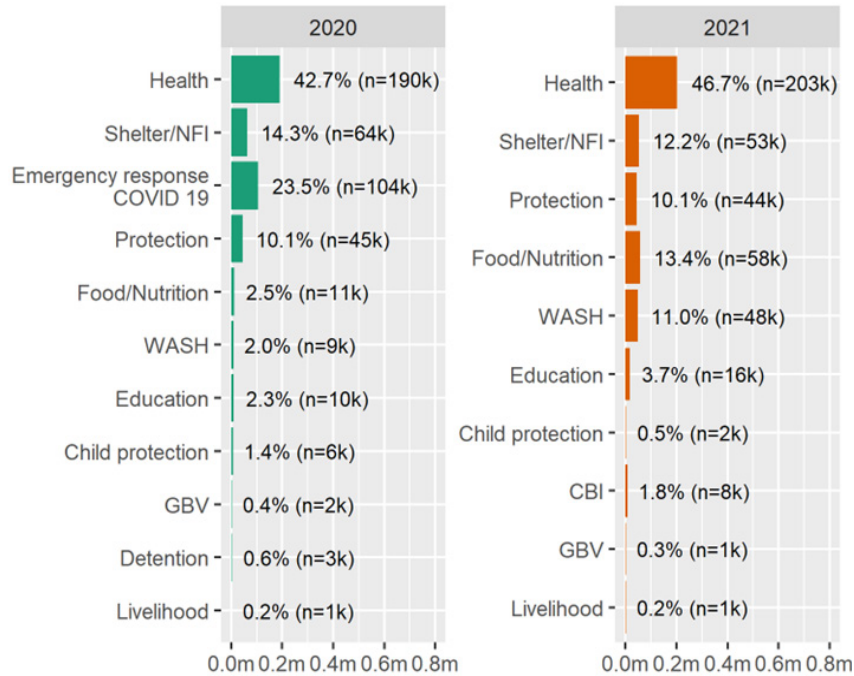 2020
Health 42.7% (n=190k)
Shelter/NFI 14.3% (n=64k)
Emergency response
COVID 19 23.5% (n=104k)
Protection 10.1% (n=45k)
Food/Nutrition 2.5% (n=11k)
WASH 2.0% (n=9k)
Education 2.3% (n=10k)
Child protection 1.4% (n=6k)
GBV 0.4% (n=2k)
Detention 0.6% (n=3k)
Livelihood 0.2% (n=1k)
0.0m 0.2m 0.4m 0.6m 0.8m
2021
Health 46.7% (n=203k)
Shelter/NFI 12.2% (n=53k)
Protection 10.1% (n=44k)
Food/Nutrition 13.4% (n=58k)
WASH 11.0% (n=48k)
Education 3.7% (n=16k)
Child protection 0.5% (n=2k)
CBI 1.8% (n=8k)
GBV 0.3% (n=1k)
Livelihood 0.2% (n=1k)
0.0m 0.2m 0.4m 0.6m 0.8m